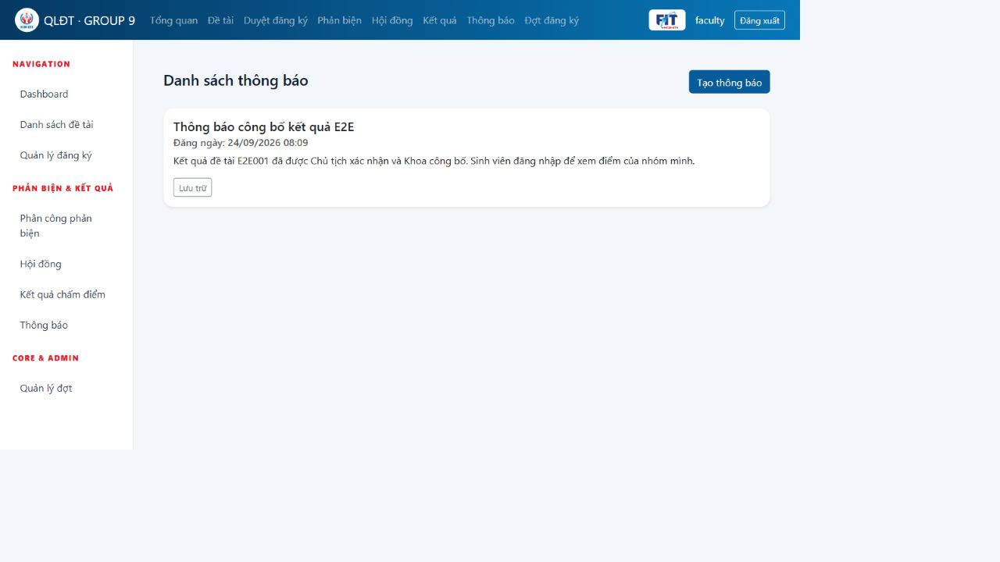 QLĐT · GROUP 9
Tổng quan
Đề tài
Duyệt đăng ký
Phản biện
Hội đồng
Kết quả
Thông báo
Đợt đăng ký
FIT
faculty
Đăng xuất
NAVIGATION
Dashboard
Danh sách đề tài
Quản lý đăng ký
PHẢN BIỆN & KẾT QUẢ
Phân công phản
biện
Hội đồng
Kết quả chấm điểm
Thông báo
CORE & ADMIN
Quản lý đợt
Danh sách thông báo
Tạo thông báo
Thông báo công bố kết quả E2E
Đăng ngày: 24/09/2026 08:09
Kết quả đề tài E2E001 đã được Chủ tịch xác nhận và Khoa công bố. Sinh viên đăng nhập để xem điểm của nhóm mình.
Lưu trữ